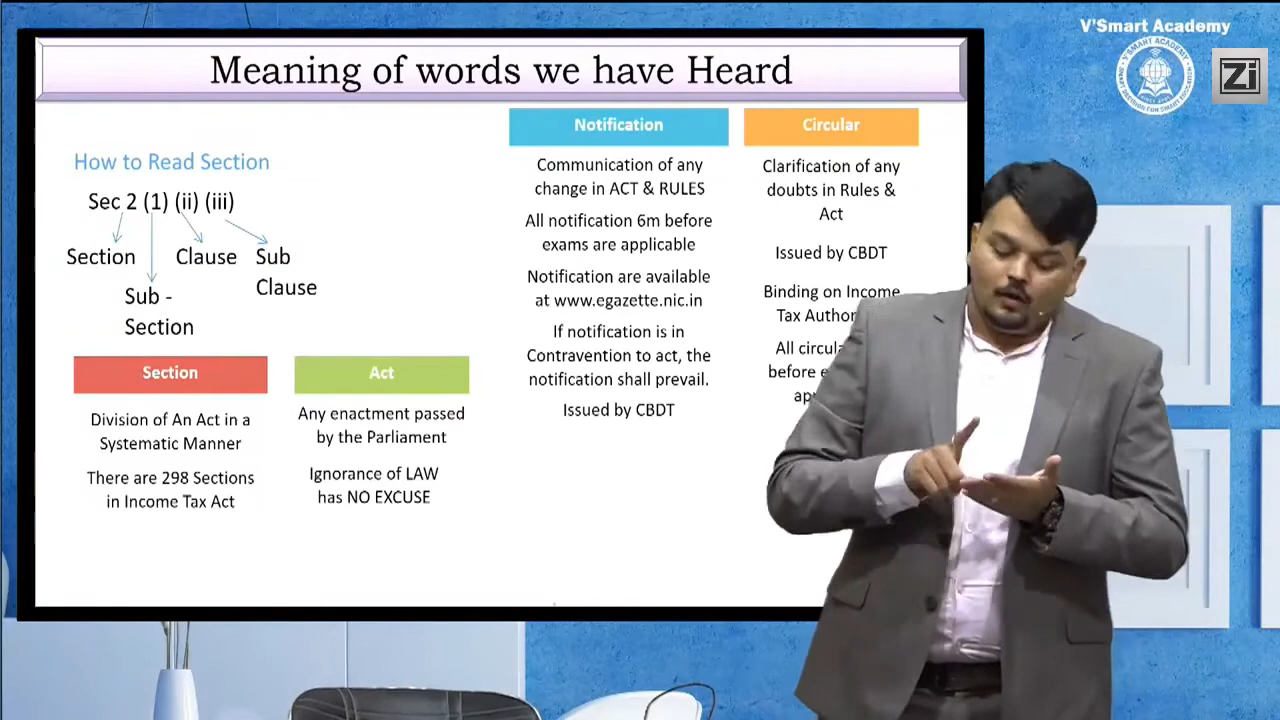 V'Smart Academy
Zi
Meaning of words we have Heard
How to Read Section
Sec 2 (1) (ii) (iii)
Section
Clause
Sub
Clause
Sub -
Section
Section
Division of An Act in a
Systematic Manner
There are 298 Sections
in Income Tax Act
Act
Any enactment passed
by the Parliament
Ignorance of LAW
has NO EXCUSE
Notification
Communication of any
change in ACT & RULES
All notification 6m before
exams are applicable
Notification are available
at www.egazette.nic.in
If notification is in
Contravention to act, the
notification shall prevail.
Issued by CBDT
Circular
Clarification of any
doubts in Rules &
Act
Issued by CBDT
Binding on Income
Tax
All
before